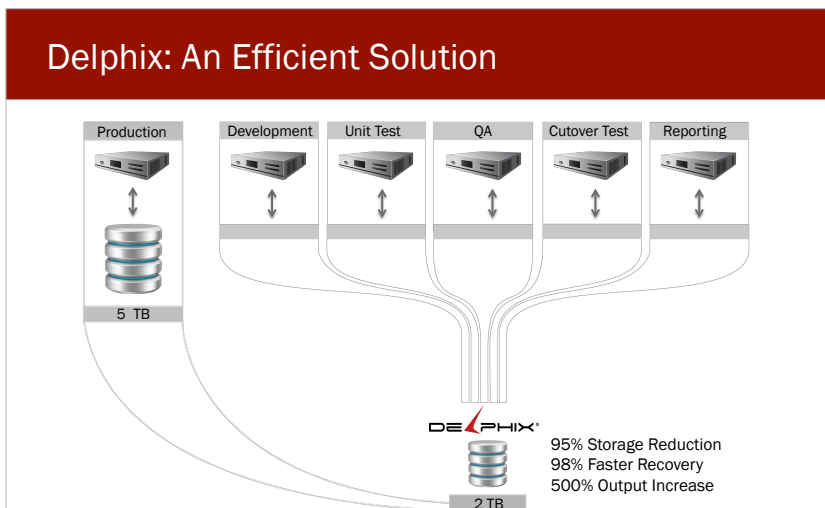 Delphix: An Efficient Solution
Production
Development
Unit Test
QA
Cutover Test
Reporting
5 TB
DELPHIX®
95% Storage Reduction
98% Faster Recovery
500% Output Increase
2 TB